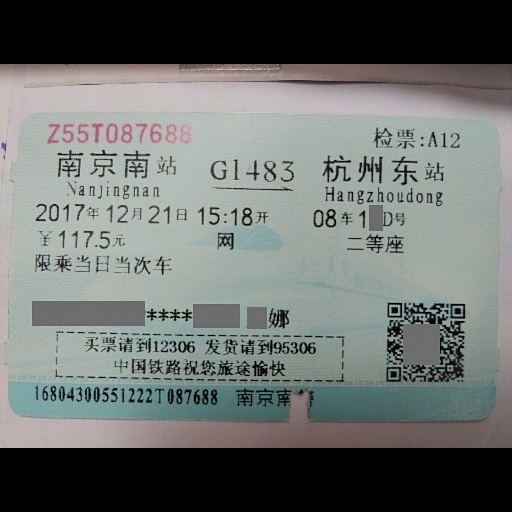 Z55T087688 检票:A12
南京南站 G1483 杭州东站
Nanjingnan Hangzhoudong
2017年12月21日 15:18开 08车1 D号
￥117.5元 网 二等座
限乘当日当次车
**** 娜
买票请到12306 发货请到95306
中国铁路祝您旅途愉快
16804300551222T087688 南京南